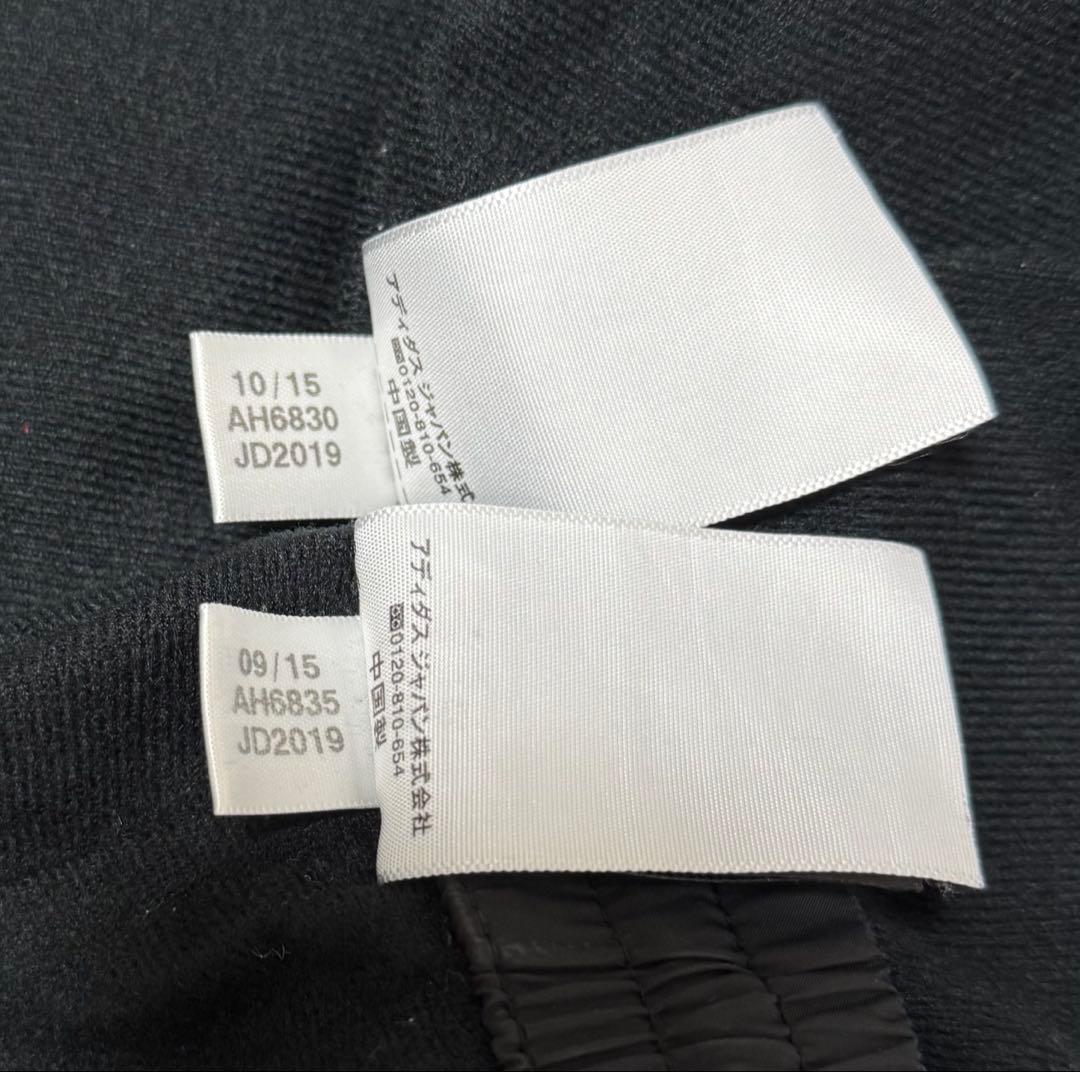 10/15
AH6830
JD2019
アディダス ジャパン株式
0120-810-654
中国製
09/15
AH6835
JD2019
アディダス ジャパン株式会社
0120-810-654
中国製